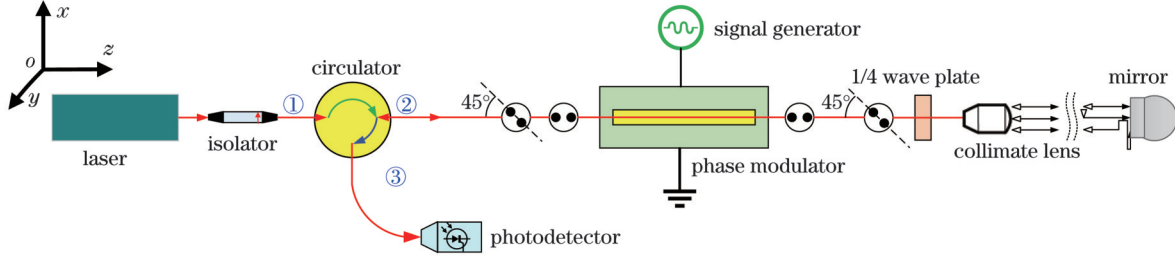 x
z
o
y
signal generator
circulator
1/4 wave plate
mirror
①
②
45°
45°
laser
isolator
③
phase modulator
collimate lens
photodetector